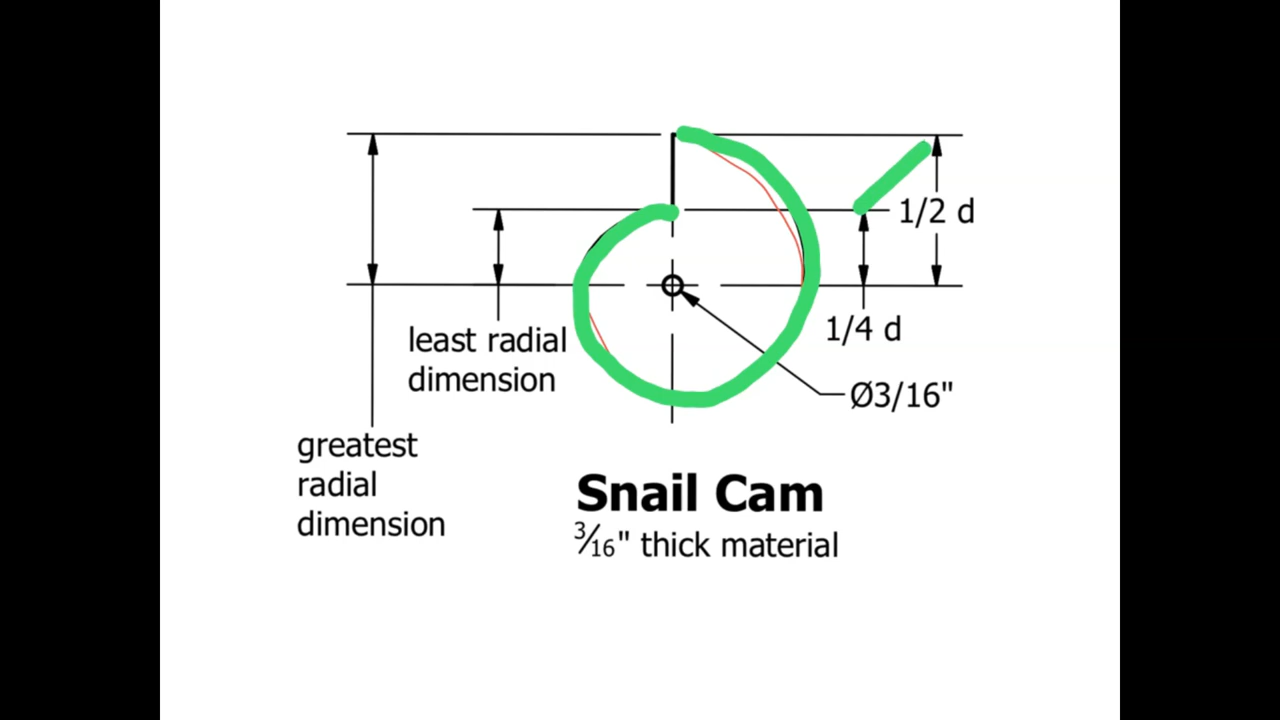 1/2 d
least radial
dimension
1/4 d
Ø3/16"
greatest
radial
dimension
Snail Cam
3/16" thick material